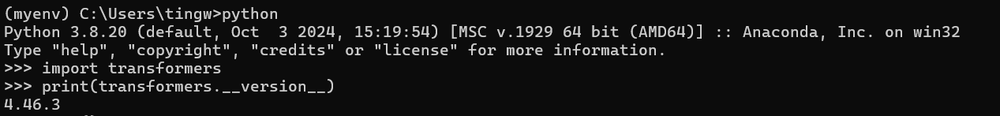 (myenv) C:\Users\tingw>python
Python 3.8.20 (default, Oct  3 2024, 15:19:54) [MSC v.1929 64 bit (AMD64)] :: Anaconda, Inc. on win32
Type "help", "copyright", "credits" or "license" for more information.
>>> import transformers
>>> print(transformers.__version__)
4.46.3